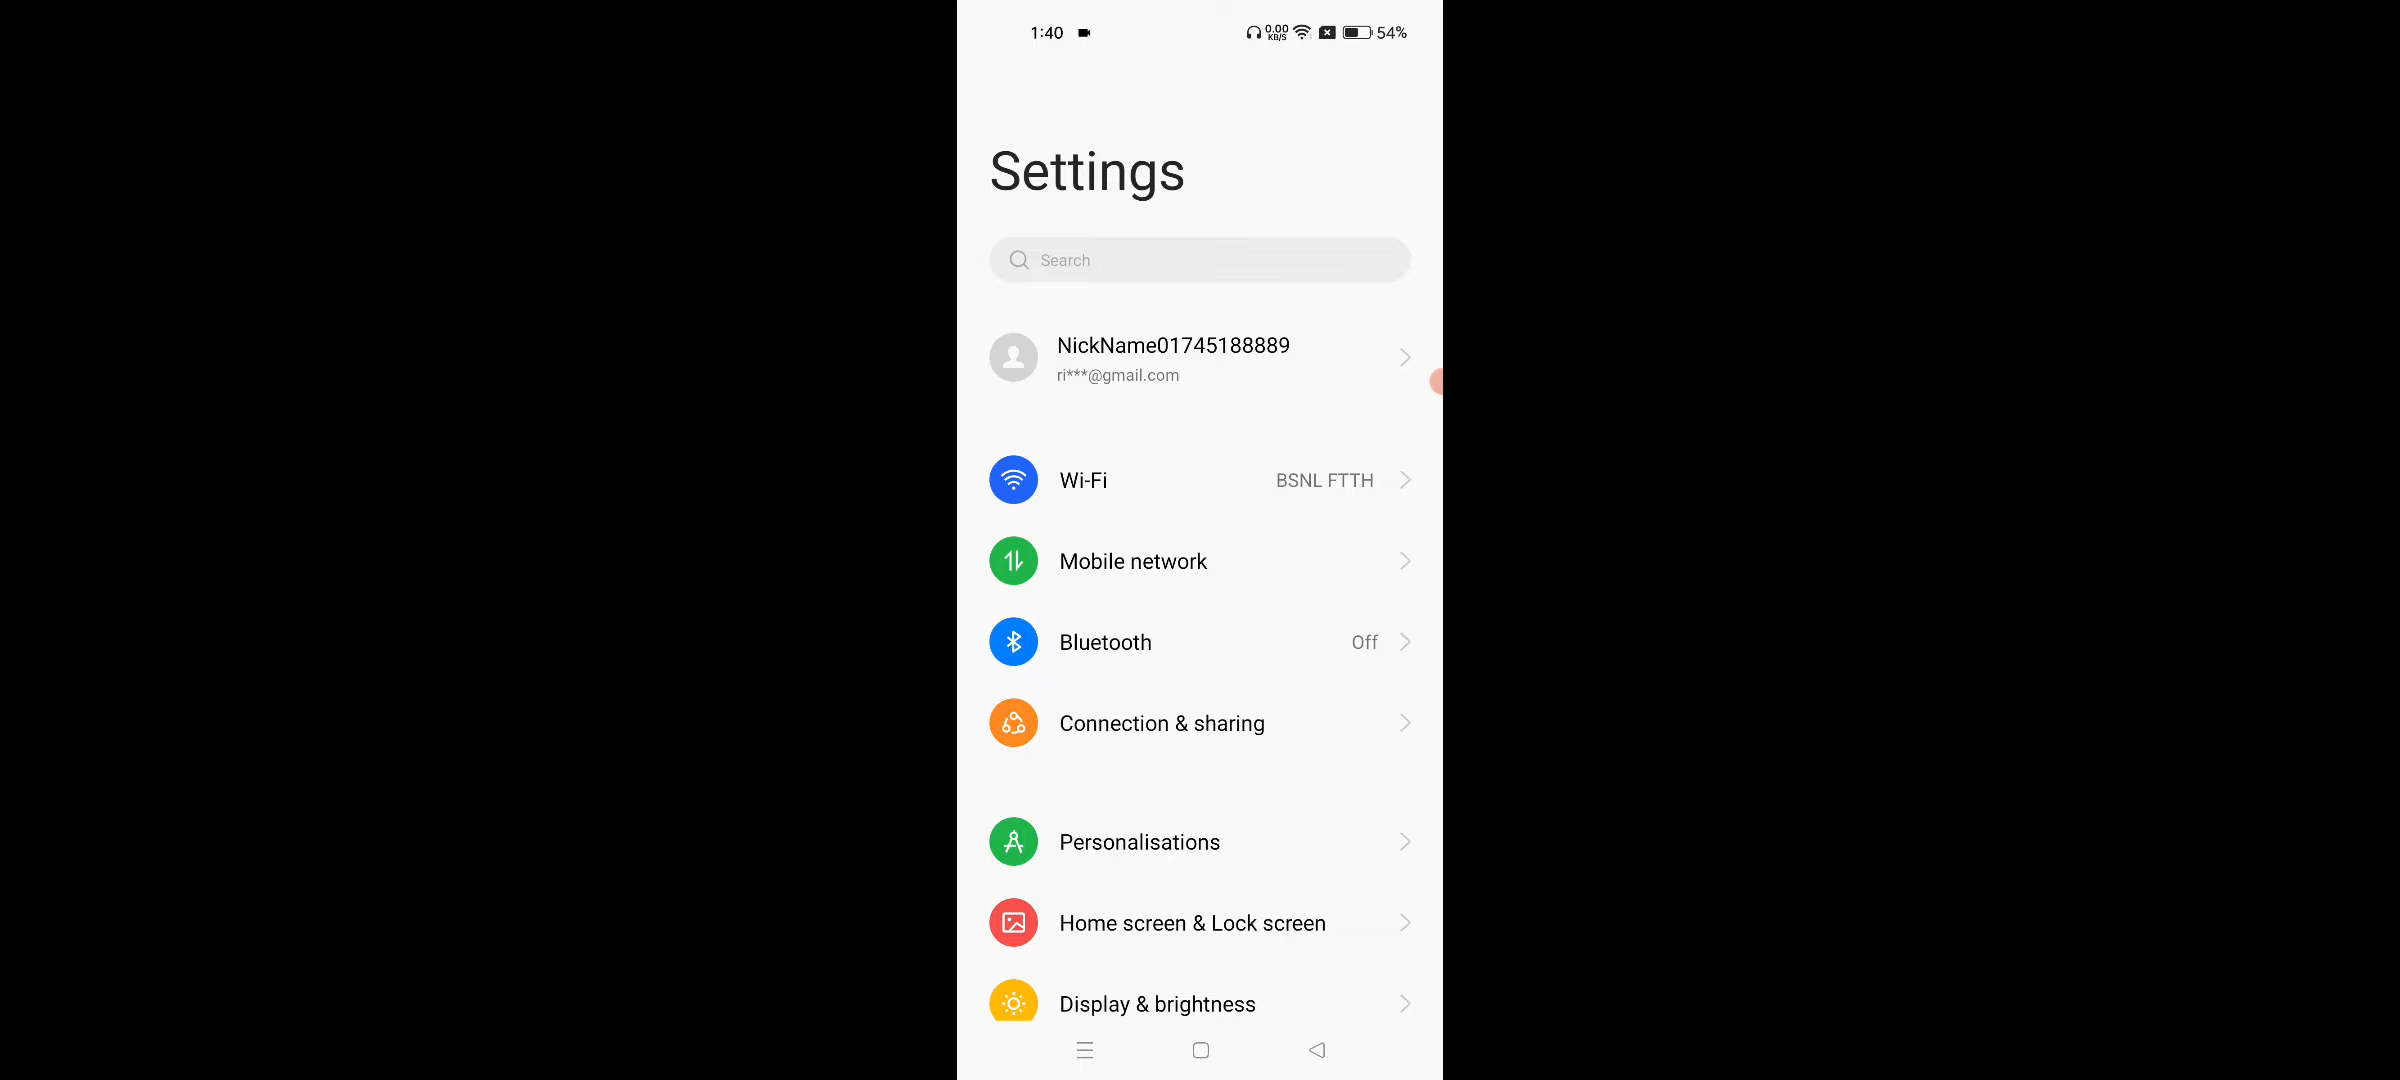 1:40 0.00 KB/S 54%
Settings
Search
NickName01745188889
ri***@gmail.com
Wi-Fi BSNL FTTH
Mobile network
Bluetooth Off
Connection & sharing
Personalisations
Home screen & Lock screen
Display & brightness